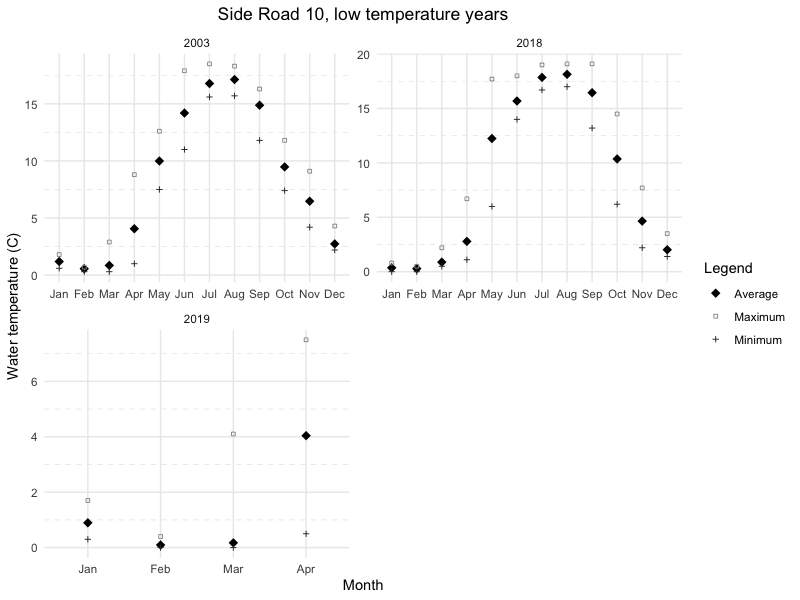 Side Road 10, low temperature years
2003
2018
15
10
5
0
Jan Feb Mar Apr May Jun Jul Aug Sep Oct Nov Dec
20
15
10
5
0
Jan Feb Mar Apr May Jun Jul Aug Sep Oct Nov Dec
Water temperature (C)
2019
6
4
2
0
Jan Feb Mar Apr
Month
Legend
Average
Maximum
Minimum